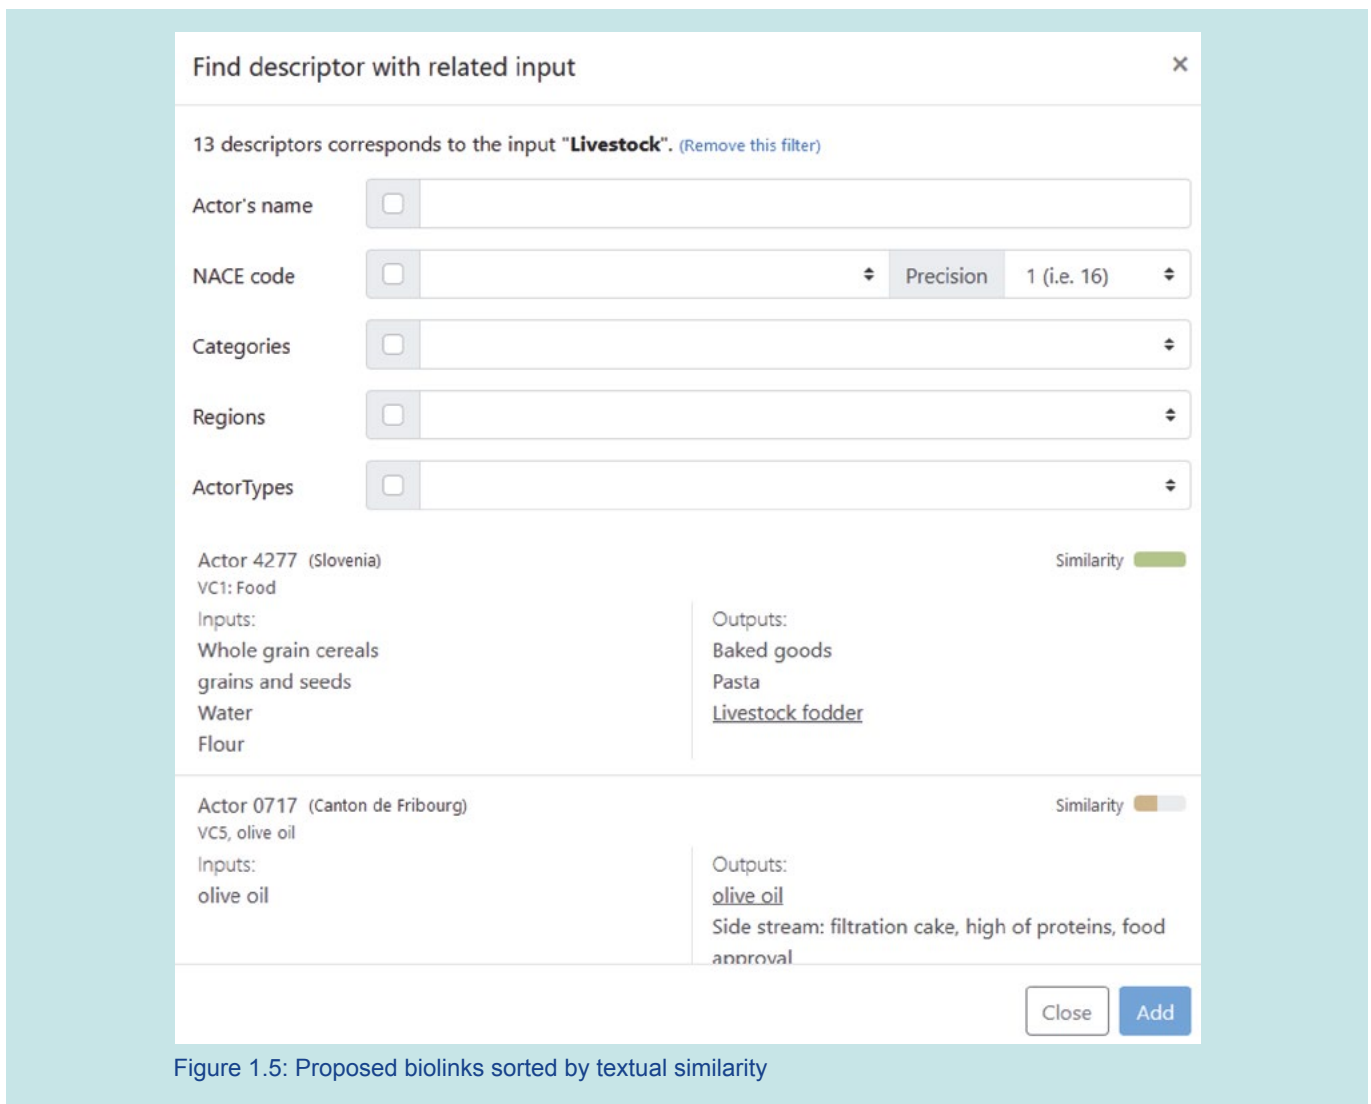 Find descriptor with related input ×
13 descriptors corresponds to the input "Livestock". (Remove this filter)
Actor's name
NACE code Precision 1 (i.e. 16)
Categories
Regions
ActorTypes
Actor 4277 (Slovenia) Similarity
VC1: Food
Inputs:
Whole grain cereals
grains and seeds
Water
Flour
Outputs:
Baked goods
Pasta
Livestock fodder
Actor 0717 (Canton de Fribourg) Similarity
VC5, olive oil
Inputs:
olive oil
Outputs:
olive oil
Side stream: filtration cake, high of proteins, food
approval
Close Add
Figure 1.5: Proposed biolinks sorted by textual similarity